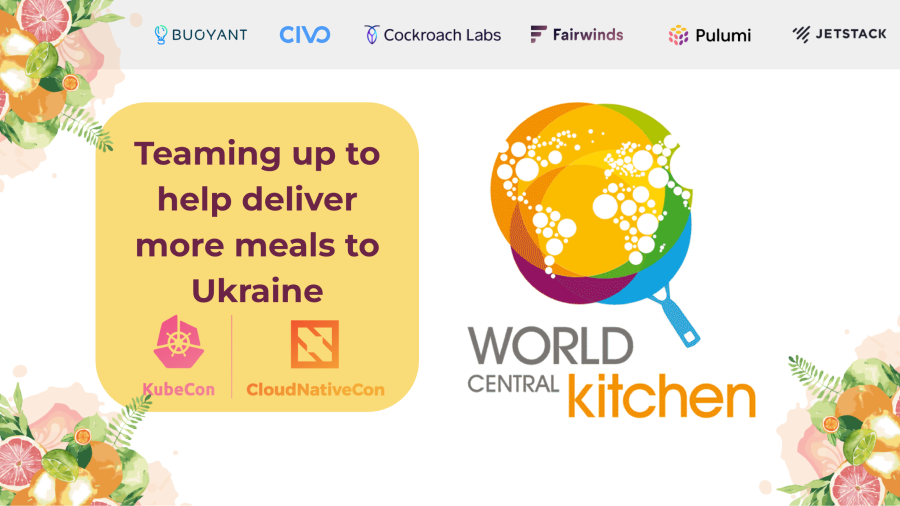 BUOYANT
CIVO
Cockroach Labs
Fairwinds
Pulumi
JETSTACK
Teaming up to
help deliver
more meals to
Ukraine
KubeCon
CloudNativeCon
WORLD
CENTRAL kitchen